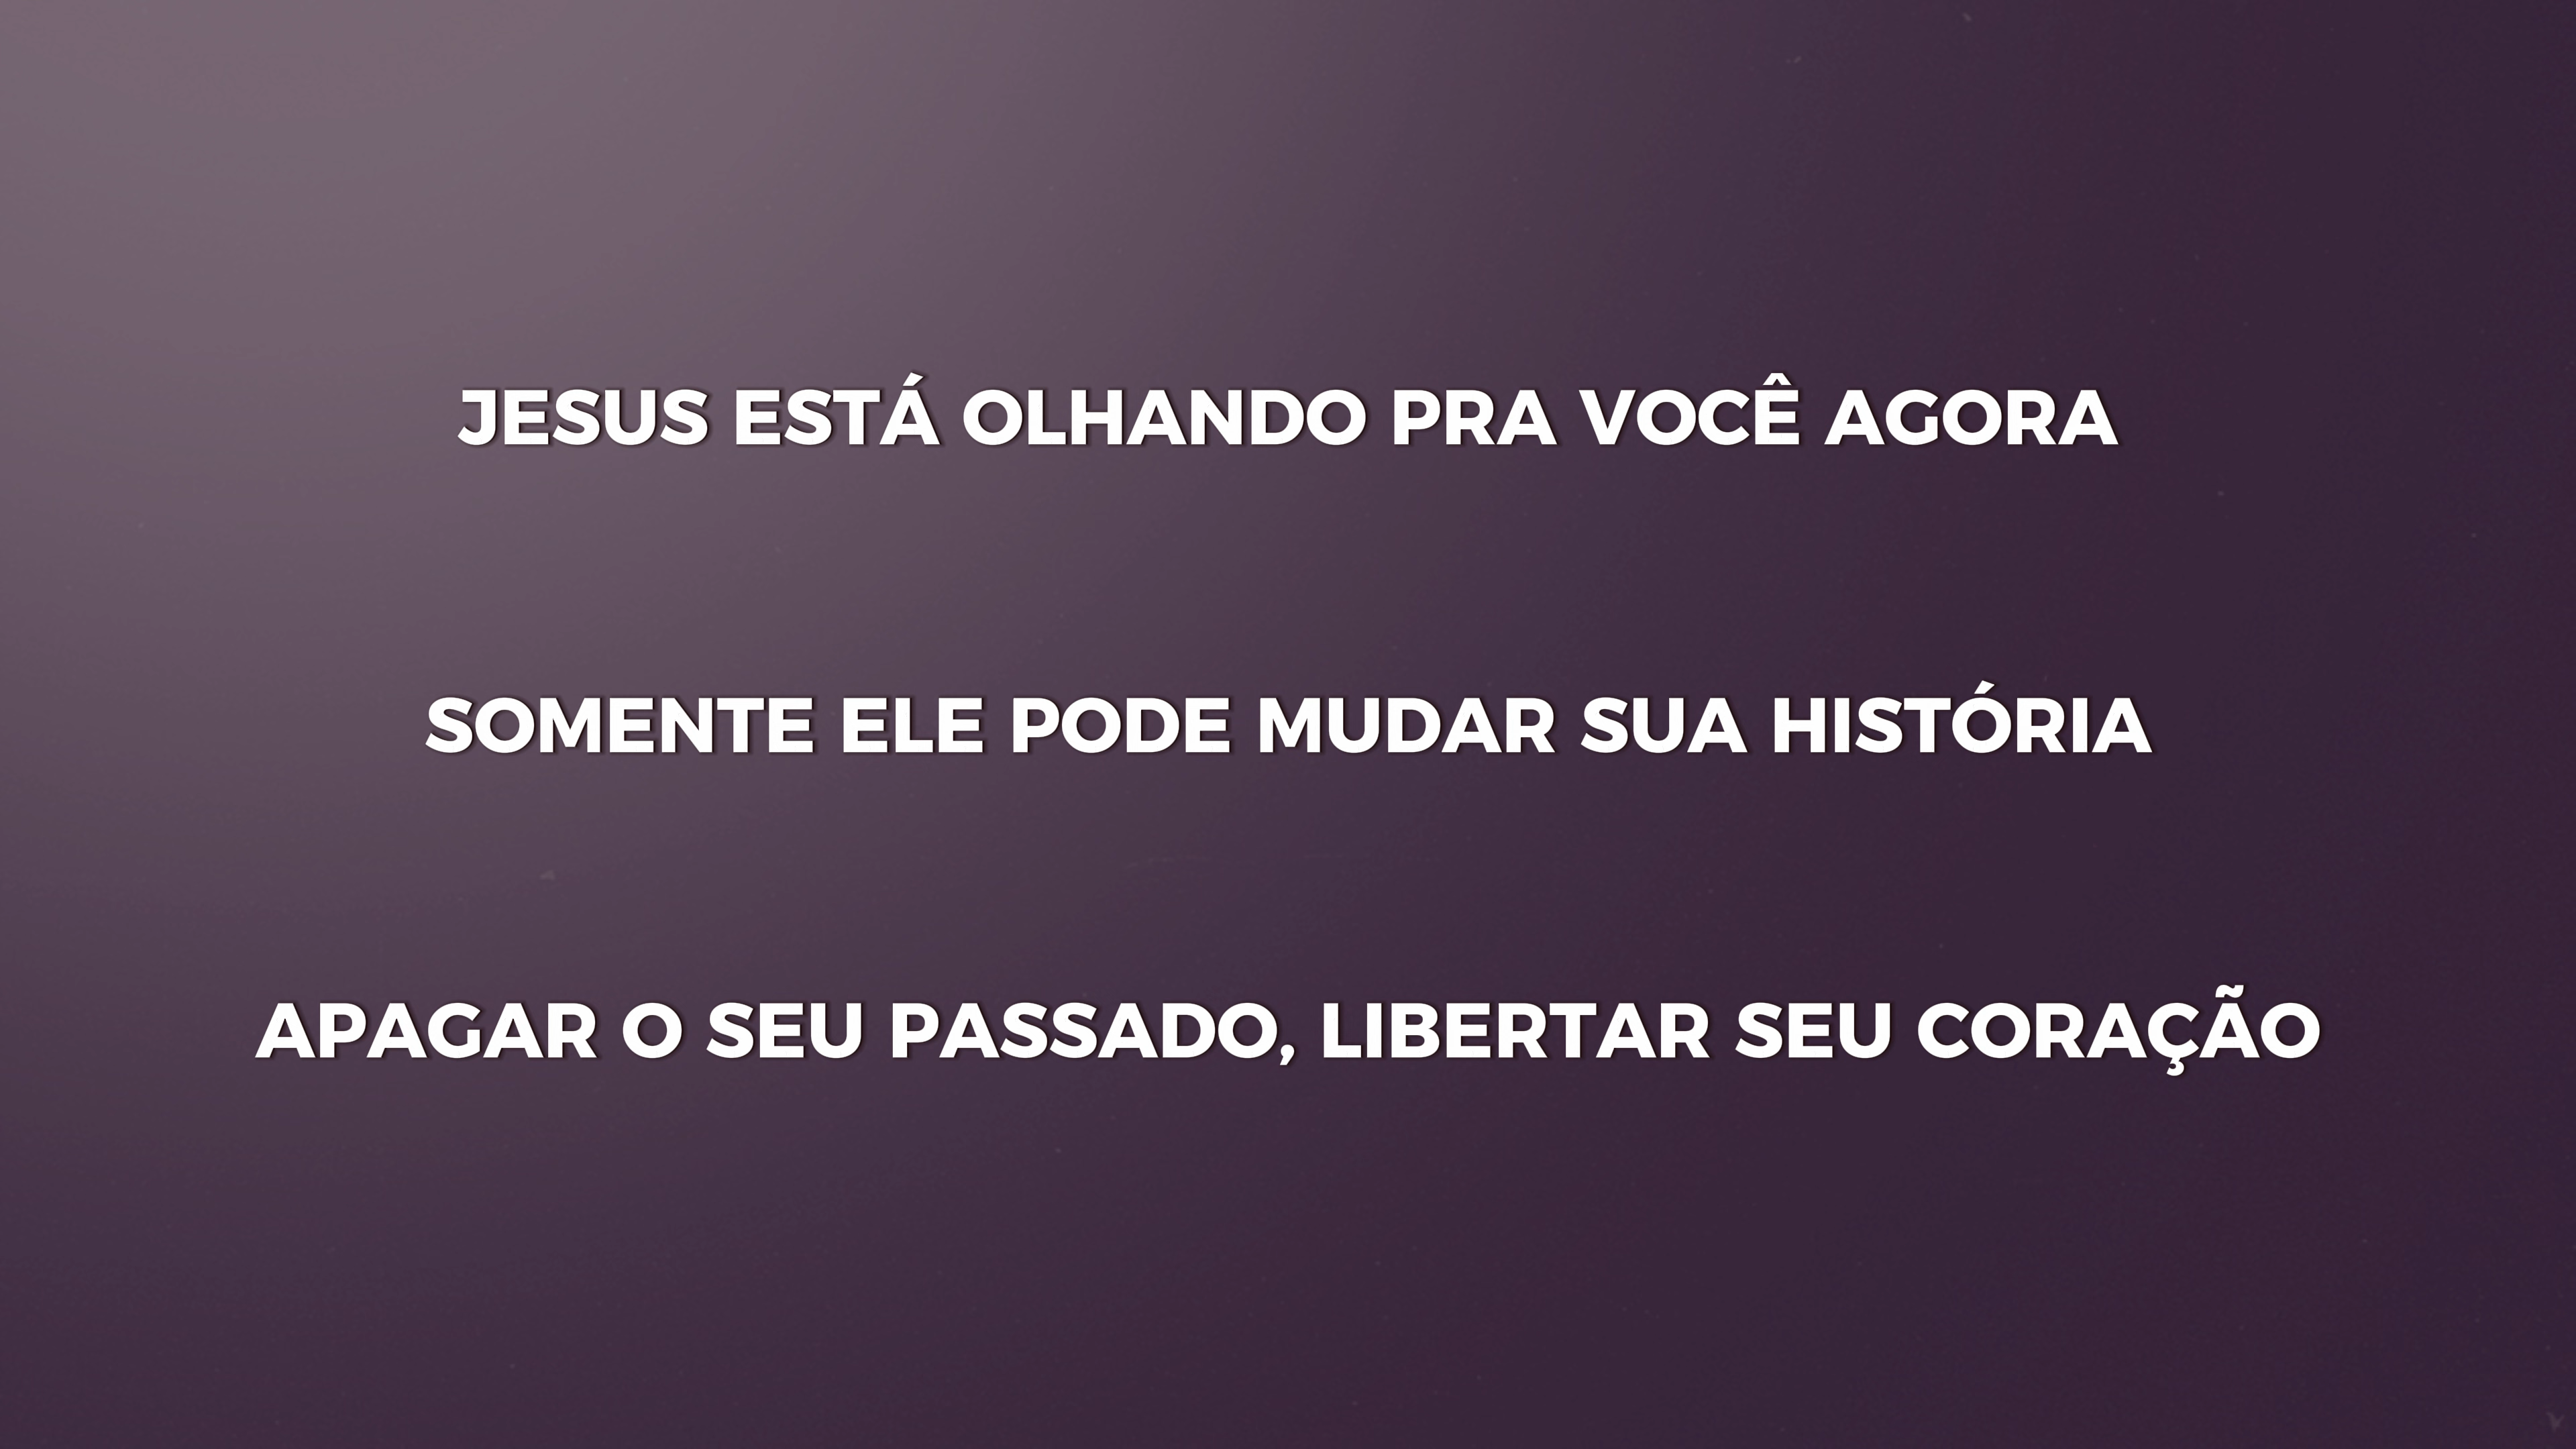 JESUS ESTÁ OLHANDO PRA VOCÊ AGORA
SOMENTE ELE PODE MUDAR SUA HISTÓRIA
APAGAR O SEU PASSADO, LIBERTAR SEU CORAÇÃO